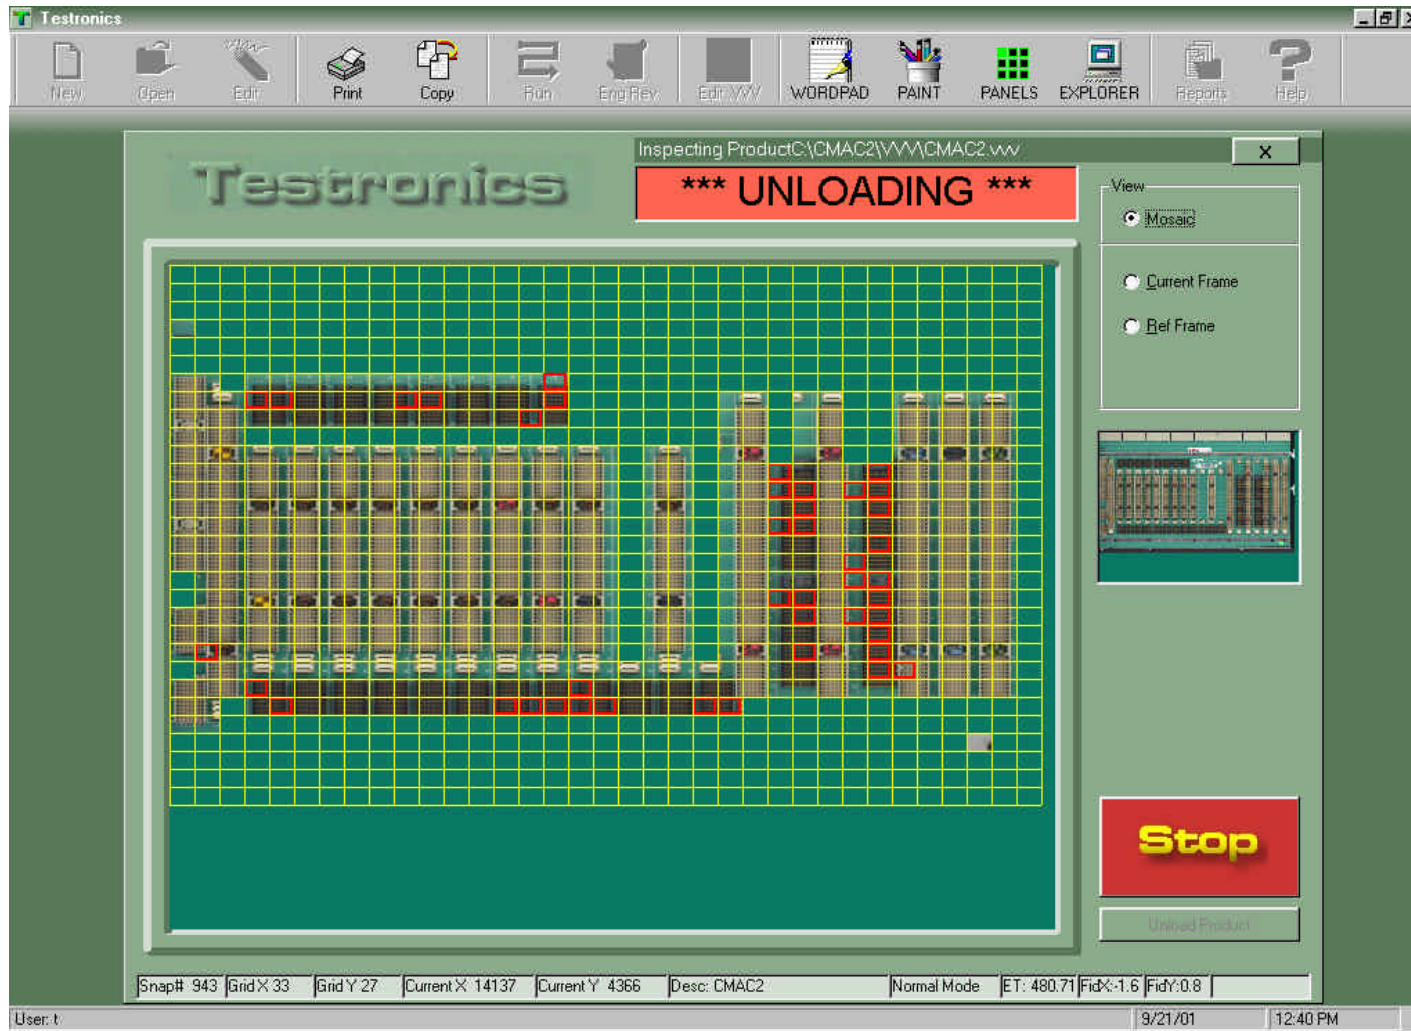 Testronics
New Open Edit Print Copy Run Eng Rev Edit VVV WORDPAD PAINT PANELS EXPLORER Reports Help
Inspecting ProductC:\CMAC2\VVV\CMAC2.vvv
X
Testronics
*** UNLOADING ***
View
Mosaic
Current Frame
Ref Frame
Stop
Unload Product
Snap# 943 Grid X 33 Grid Y 27 Current X 14137 Current Y 4366 Desc: CMAC2 Normal Mode ET: 480.71 FidX:-1.6 FidY:0.8
User: t 9/21/01 12:40 PM